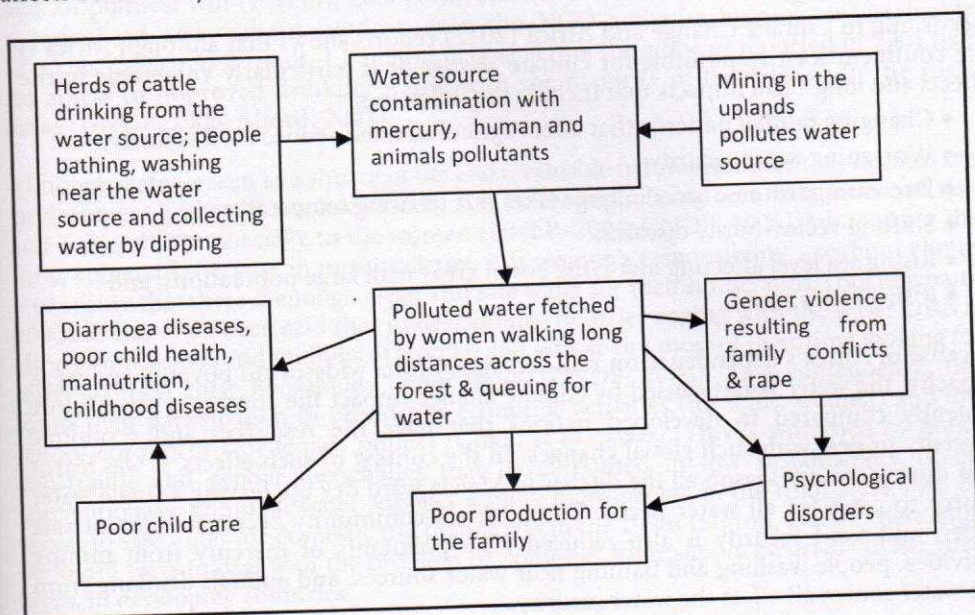 Herds of cattle
drinking from the
water source; people
bathing, washing
near the water
source and collecting
water by dipping
Water source
contamination with
mercury, human and
animals pollutants
Mining in the
uplands
pollutes water
source
Diarrhoea diseases,
poor child health,
malnutrition,
childhood diseases
Polluted water fetched
by women walking long
distances across the
forest & queuing for
water
Gender violence
resulting from
family conflicts
& rape
Poor child care
Poor production for
the family
Psychological
disorders